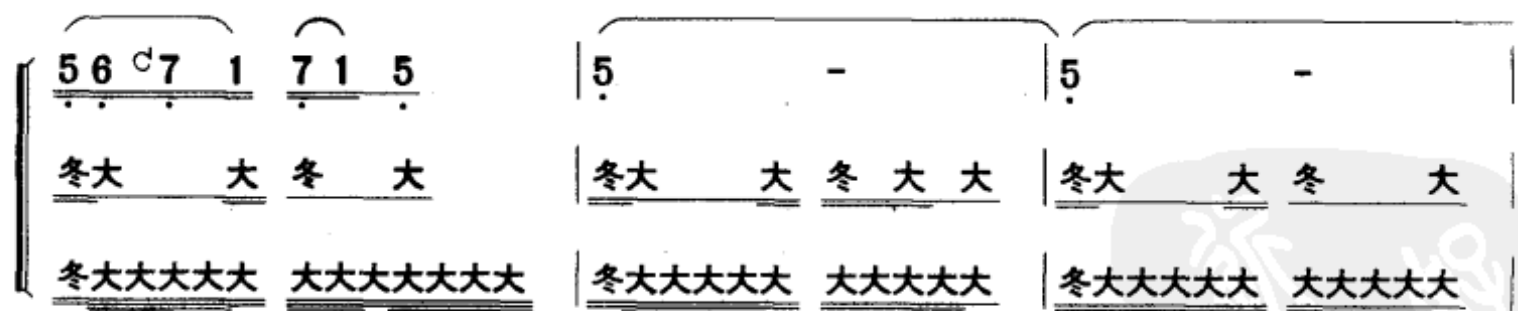 5 6 7 1 7 1 5 | 5 - | 5 - |
冬大 大 冬 大 | 冬大 大 冬 大 大 | 冬大 大 冬 大 |
冬大大大大大 大大大大大大大 | 冬大大大大大 大大大大大 | 冬大大大大大 大大大大大 |